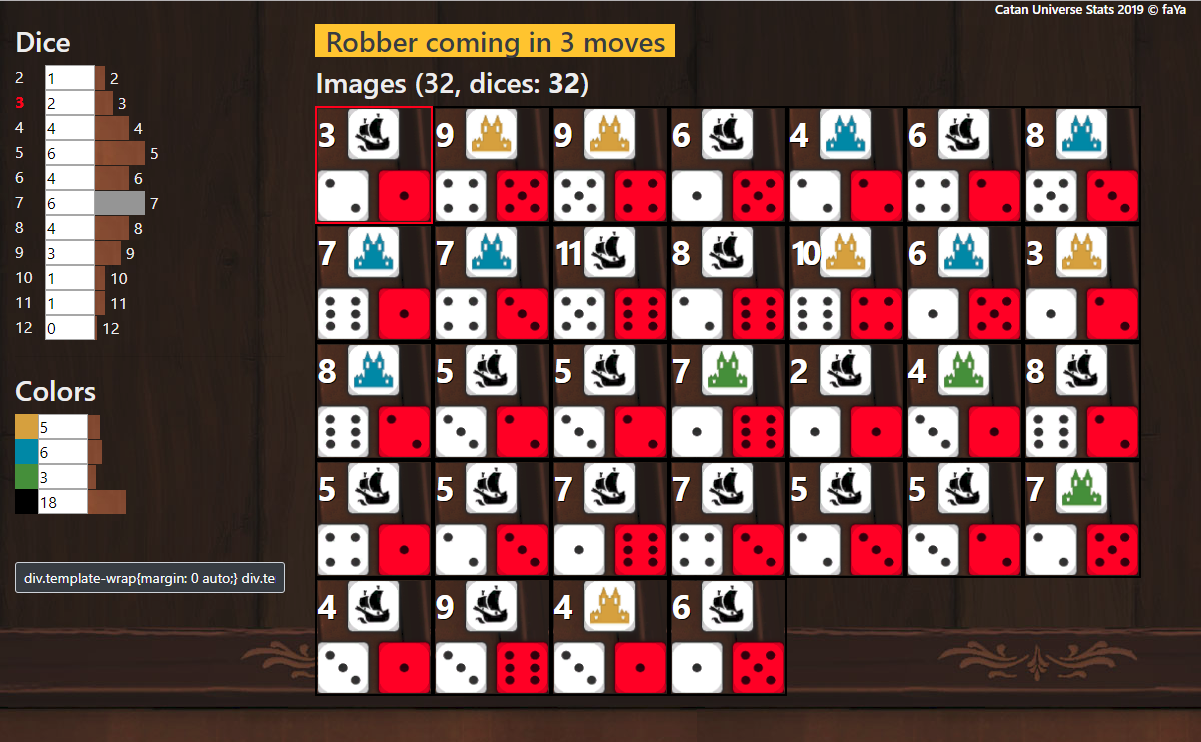 Catan Universe Stats 2019 © faYa
Dice
2 1 2
3 2 3
4 4 4
5 6 5
6 4 6
7 6 7
8 4 8
9 3 9
10 1 10
11 1 11
12 0 12
Colors
5
6
3
18
div.template-wrap{margin: 0 auto;} div.te
Robber coming in 3 moves
Images (32, dices: 32)
3 9 9 6 4 6 8
7 7 11 8 10 6 3
8 5 5 7 2 4 8
5 5 7 7 5 5 7
4 9 4 6